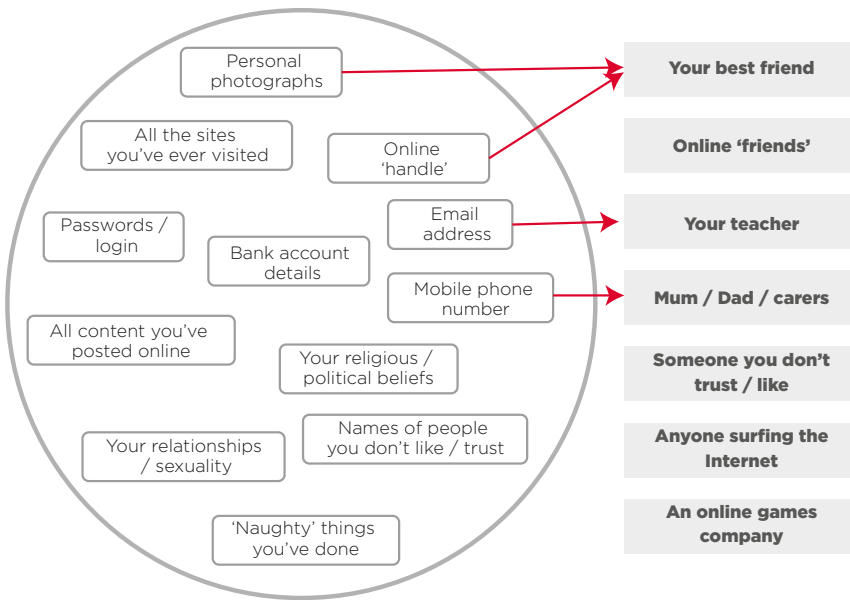 Personal
photographs
All the sites
you’ve ever visited
Online
‘handle’
Passwords /
login
Email
address
Bank account
details
Mobile phone
number
All content you’ve
posted online
Your religious /
political beliefs
Your relationships
/ sexuality
Names of people
you don’t like / trust
‘Naughty’ things
you’ve done
Your best friend
Online ‘friends’
Your teacher
Mum / Dad / carers
Someone you don’t
trust / like
Anyone surfing the
Internet
An online games
company